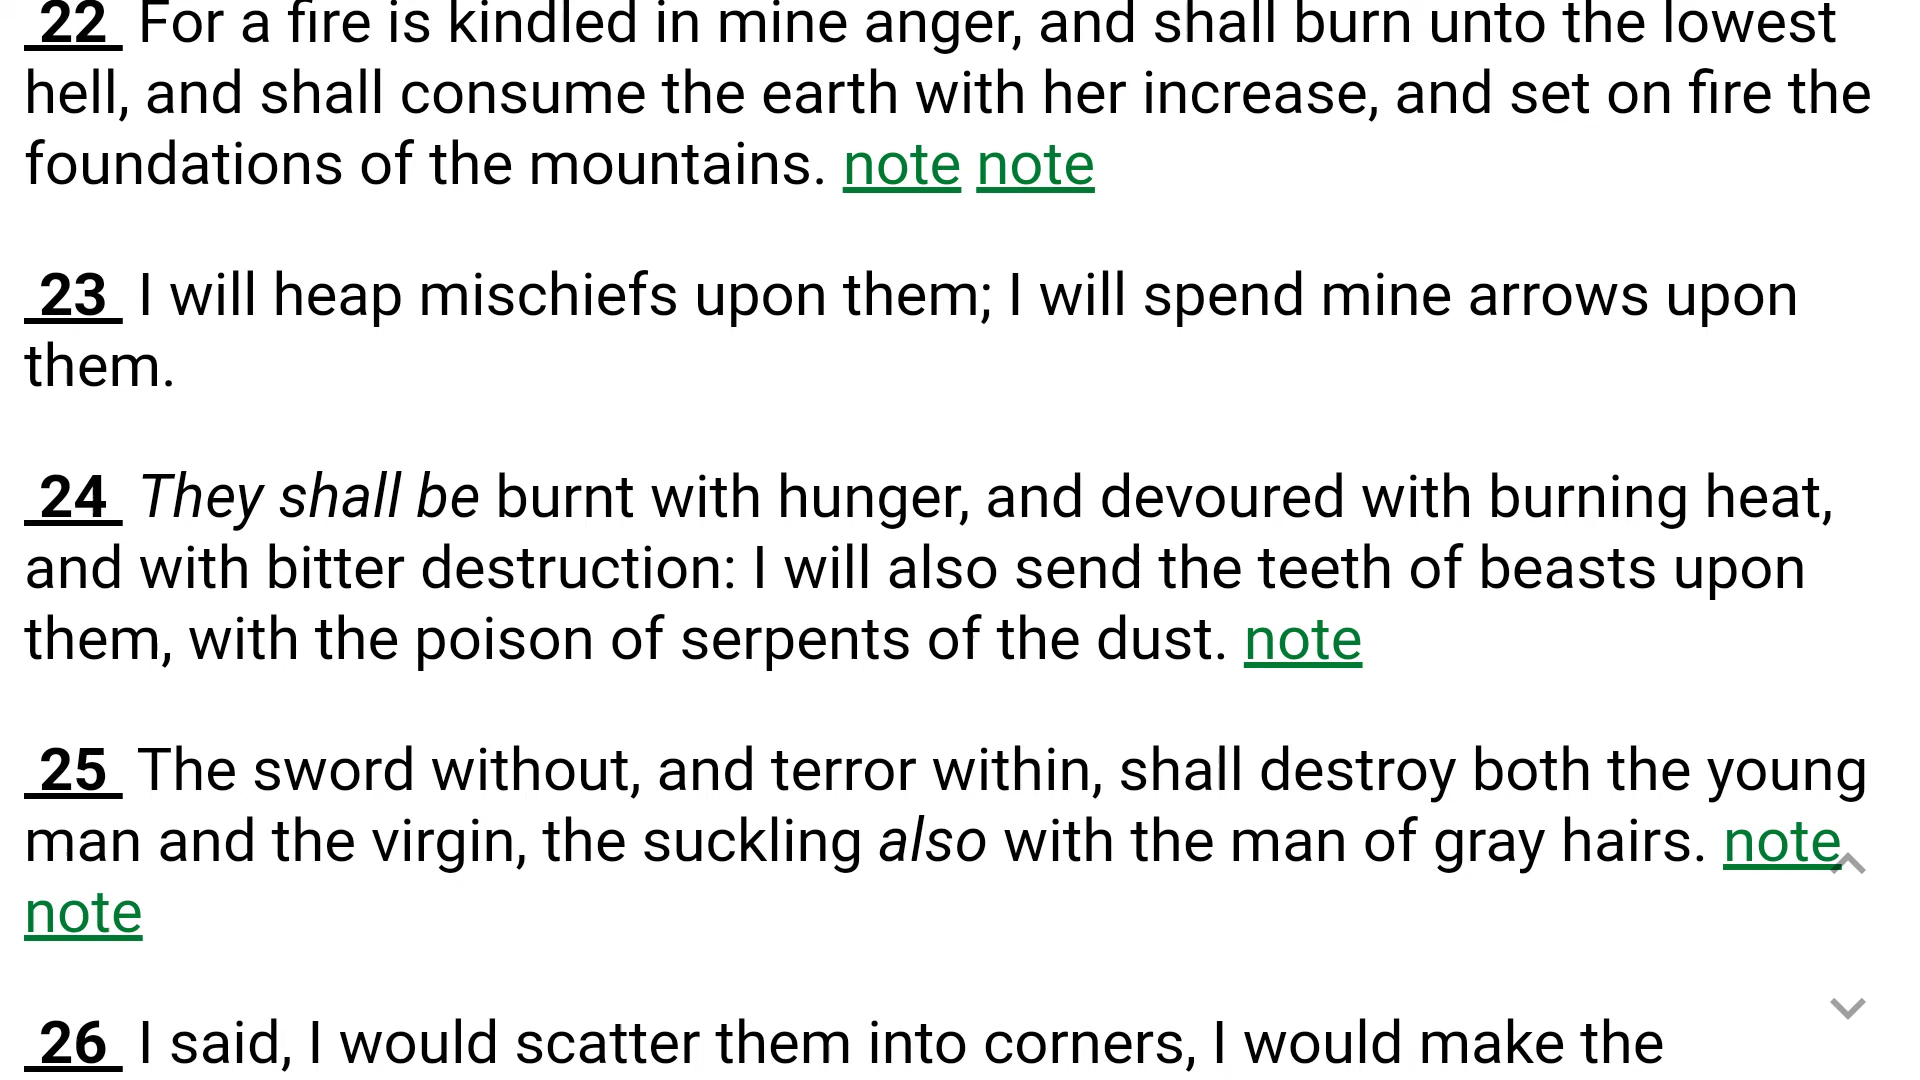 22 For a fire is kindled in mine anger, and shall burn unto the lowest
hell, and shall consume the earth with her increase, and set on fire the
foundations of the mountains. note note
23 I will heap mischiefs upon them; I will spend mine arrows upon
them.
24 They shall be burnt with hunger, and devoured with burning heat,
and with bitter destruction: I will also send the teeth of beasts upon
them, with the poison of serpents of the dust. note
25 The sword without, and terror within, shall destroy both the young
man and the virgin, the suckling also with the man of gray hairs. note
note
26 I said, I would scatter them into corners, I would make the